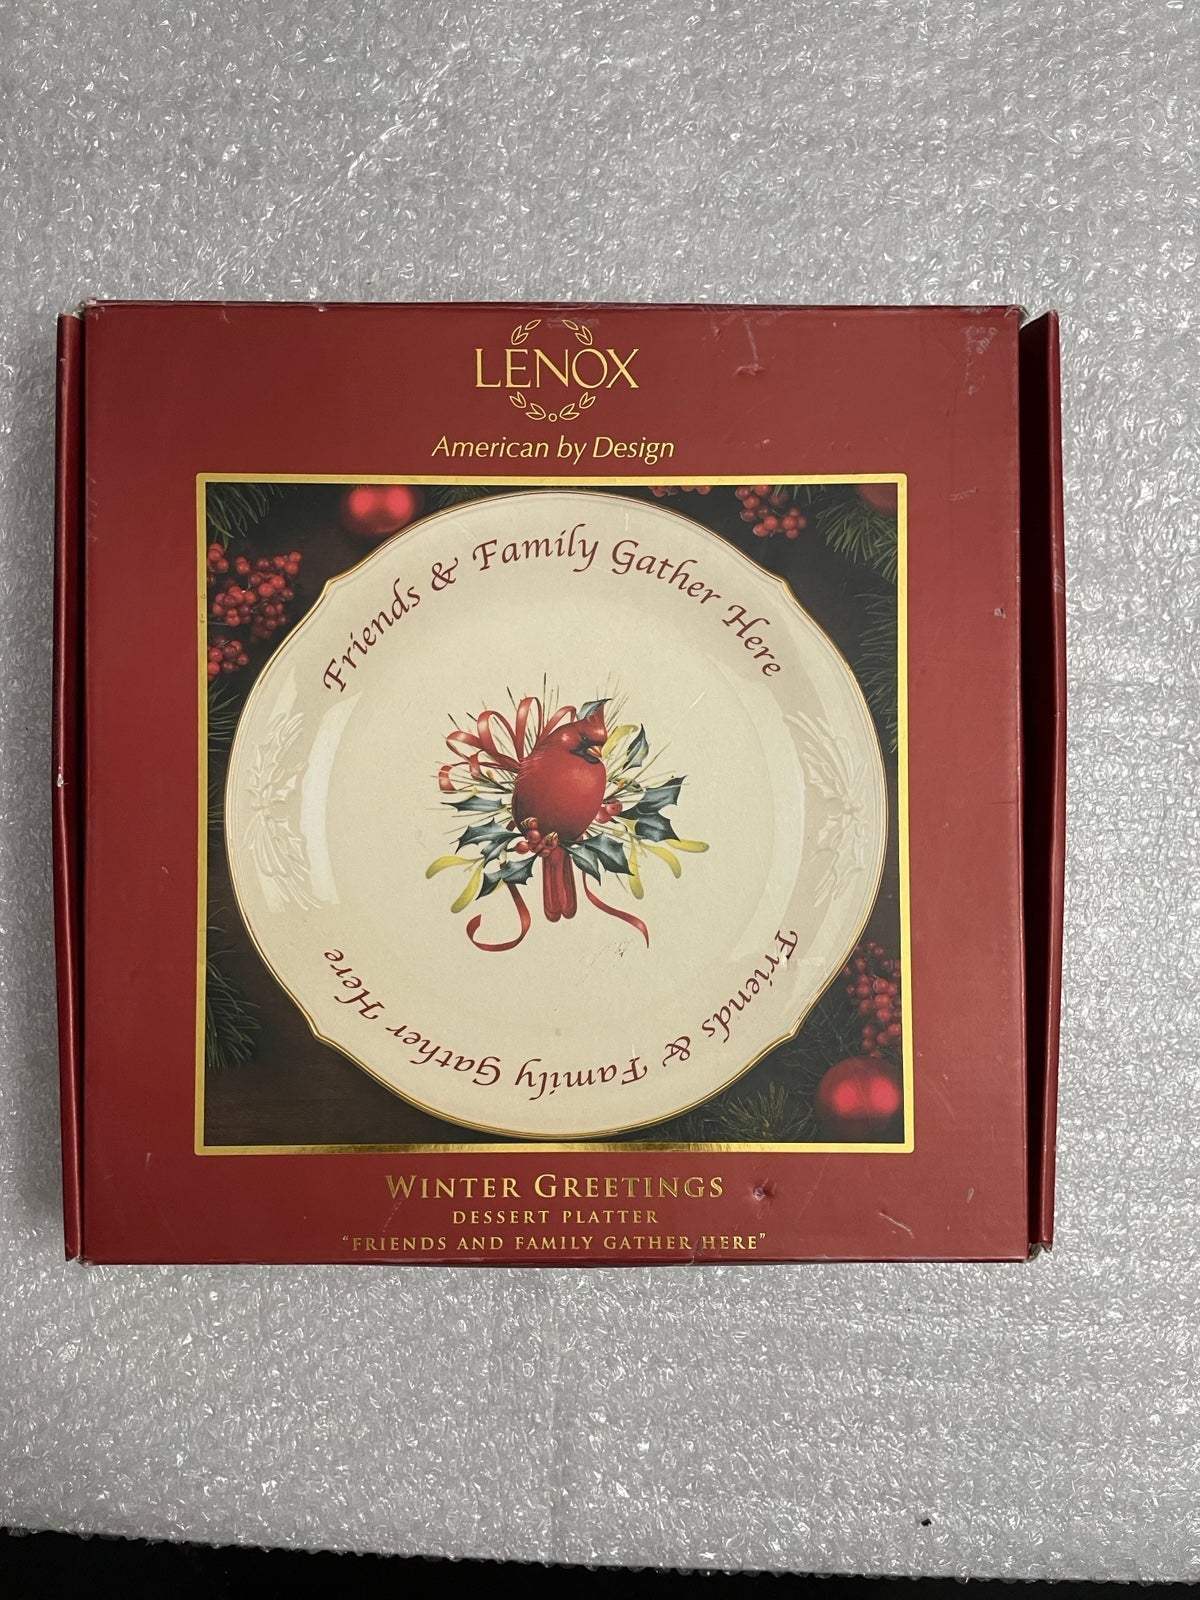 LENOX
American by Design
Friends & Family Gather Here
Friends & Family Gather Here
WINTER GREETINGS
DESSERT PLATTER
"FRIENDS AND FAMILY GATHER HERE"